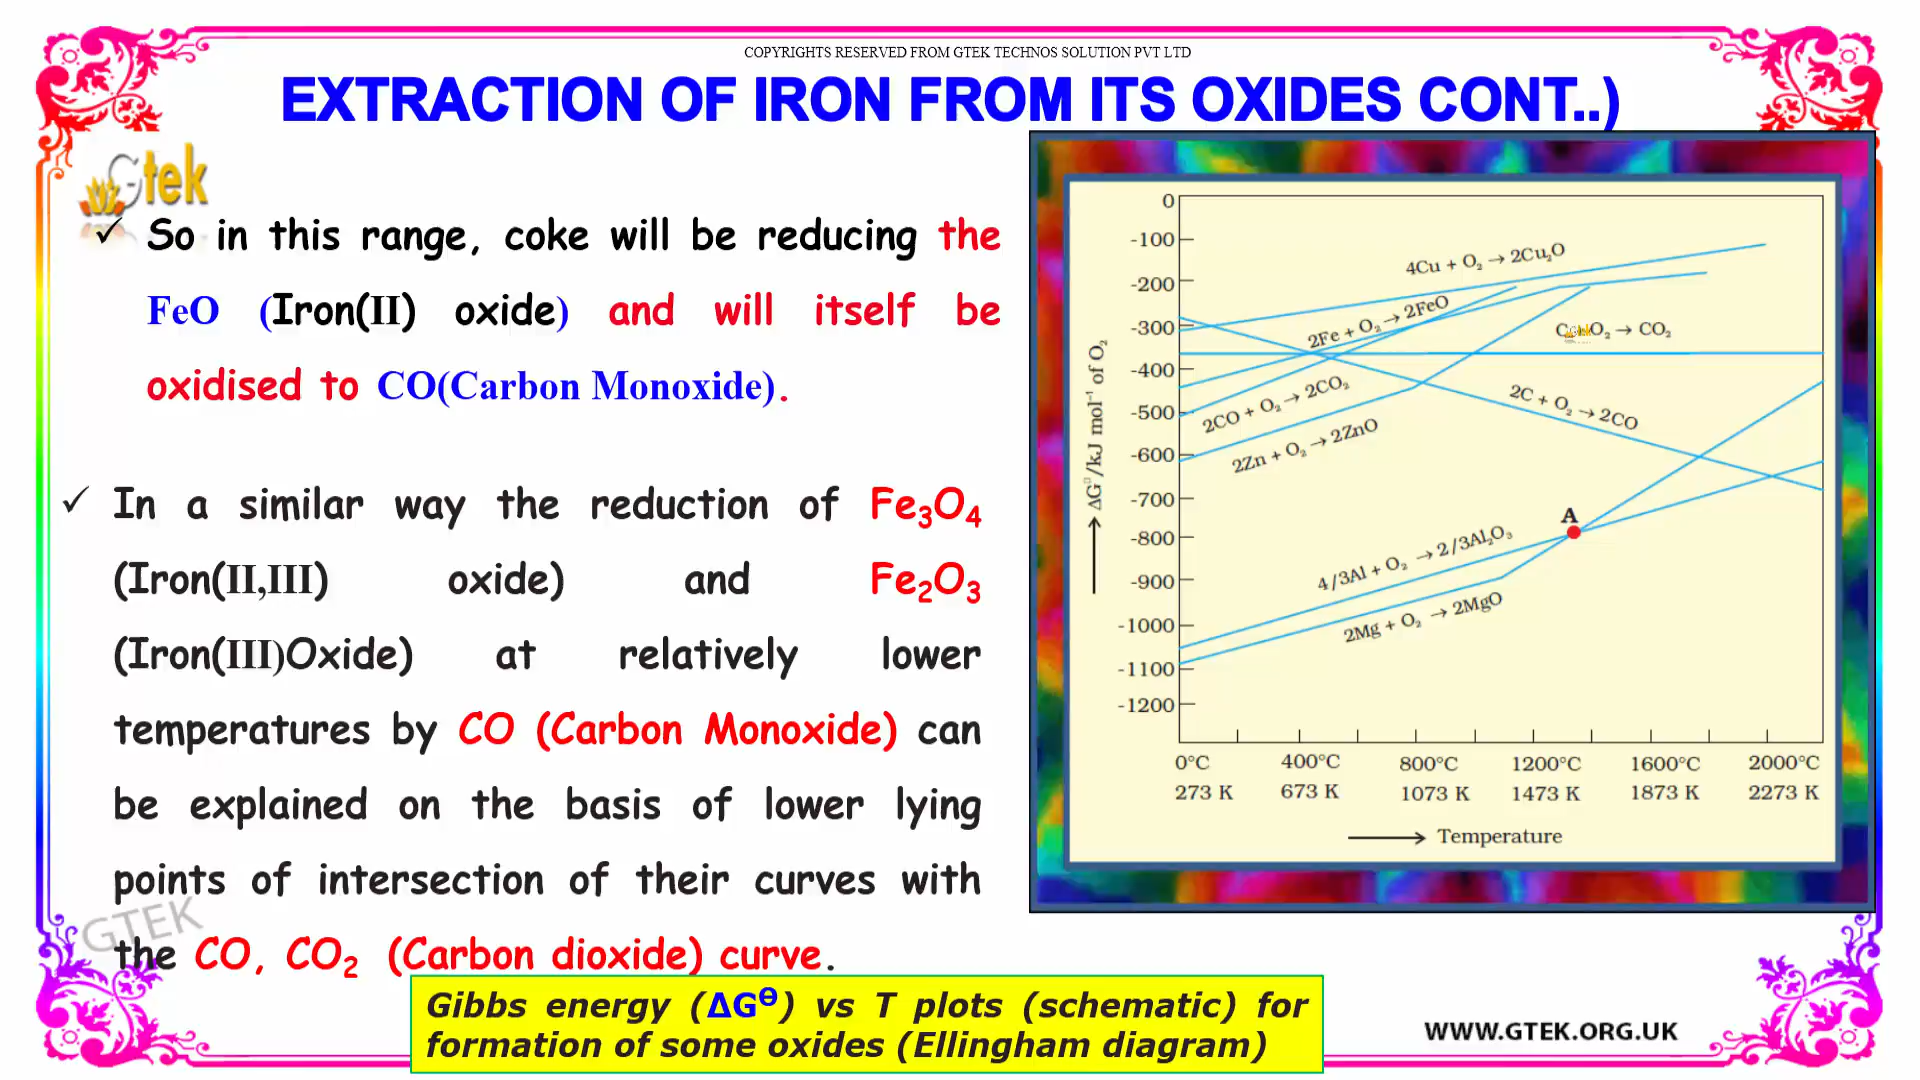 COPYRIGHTS RESERVED FROM GTEK TECHNOS SOLUTION PVT LTD
EXTRACTION OF IRON FROM ITS OXIDES CONT..)
Gtek
✓ So in this range, coke will be reducing the
FeO (Iron(II) oxide) and will itself be
oxidised to CO(Carbon Monoxide).
✓ In a similar way the reduction of Fe₃O₄
(Iron(II,III) oxide) and Fe₂O₃
(Iron(III)Oxide) at relatively lower
temperatures by CO (Carbon Monoxide) can
be explained on the basis of lower lying
points of intersection of their curves with
the CO, CO₂ (Carbon dioxide) curve.
GTEK
0
-100
-200
-300
-400
-500
-600
-700
-800
-900
-1000
-1100
-1200
→ ΔG⁰/kJ mol⁻¹ of O₂
4Cu + O₂ → 2Cu₂O
2Fe + O₂ → 2FeO
O₂ → CO₂
2CO + O₂ → 2CO₂
2C + O₂ → 2CO
2Zn + O₂ → 2ZnO
A
4/3Al + O₂ → 2/3Al₂O₃
2Mg + O₂ → 2MgO
0°C 400°C 800°C 1200°C 1600°C 2000°C
273 K 673 K 1073 K 1473 K 1873 K 2273 K
→ Temperature
Gibbs energy (ΔG⊖) vs T plots (schematic) for
formation of some oxides (Ellingham diagram)
WWW.GTEK.ORG.UK